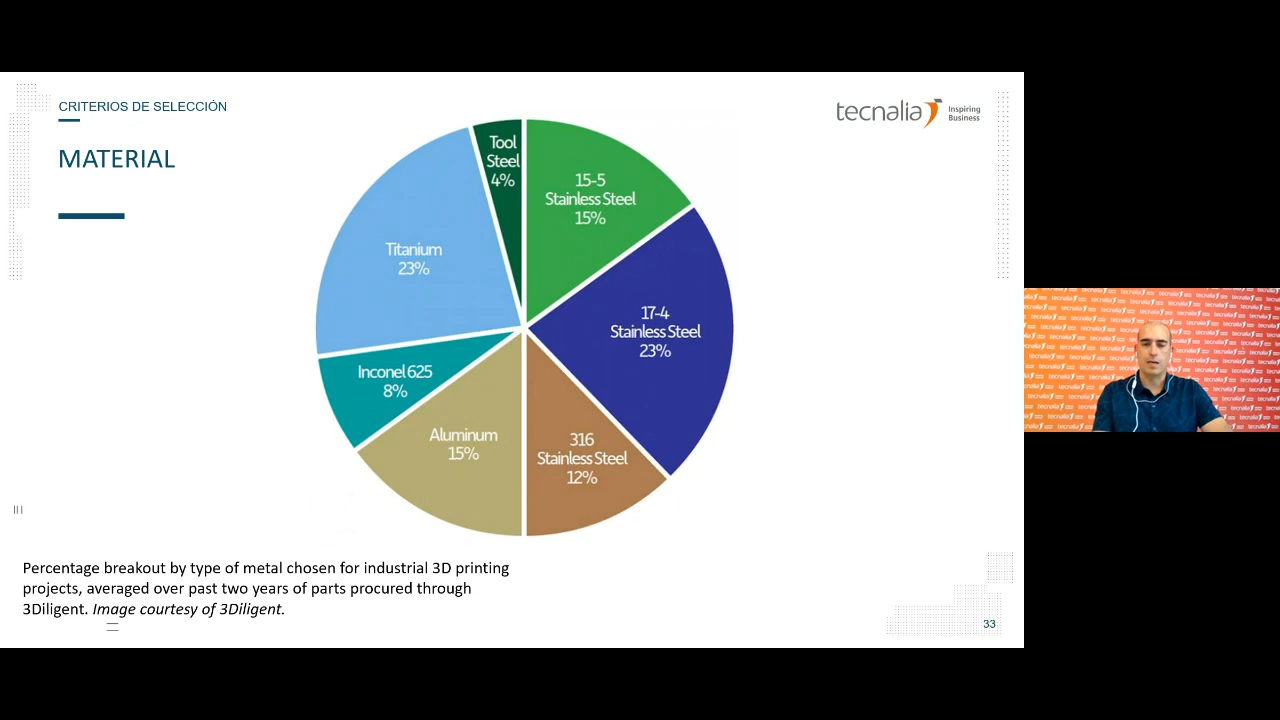 CRITERIOS DE SELECCIÓN
MATERIAL
tecnalia
Inspiring
Business
Tool
Steel
4%
15-5
Stainless Steel
15%
17-4
Stainless Steel
23%
316
Stainless Steel
12%
Aluminum
15%
Inconel 625
8%
Titanium
23%
Percentage breakout by type of metal chosen for industrial 3D printing
projects, averaged over past two years of parts procured through
3Diligent. Image courtesy of 3Diligent.
33
tecnalia